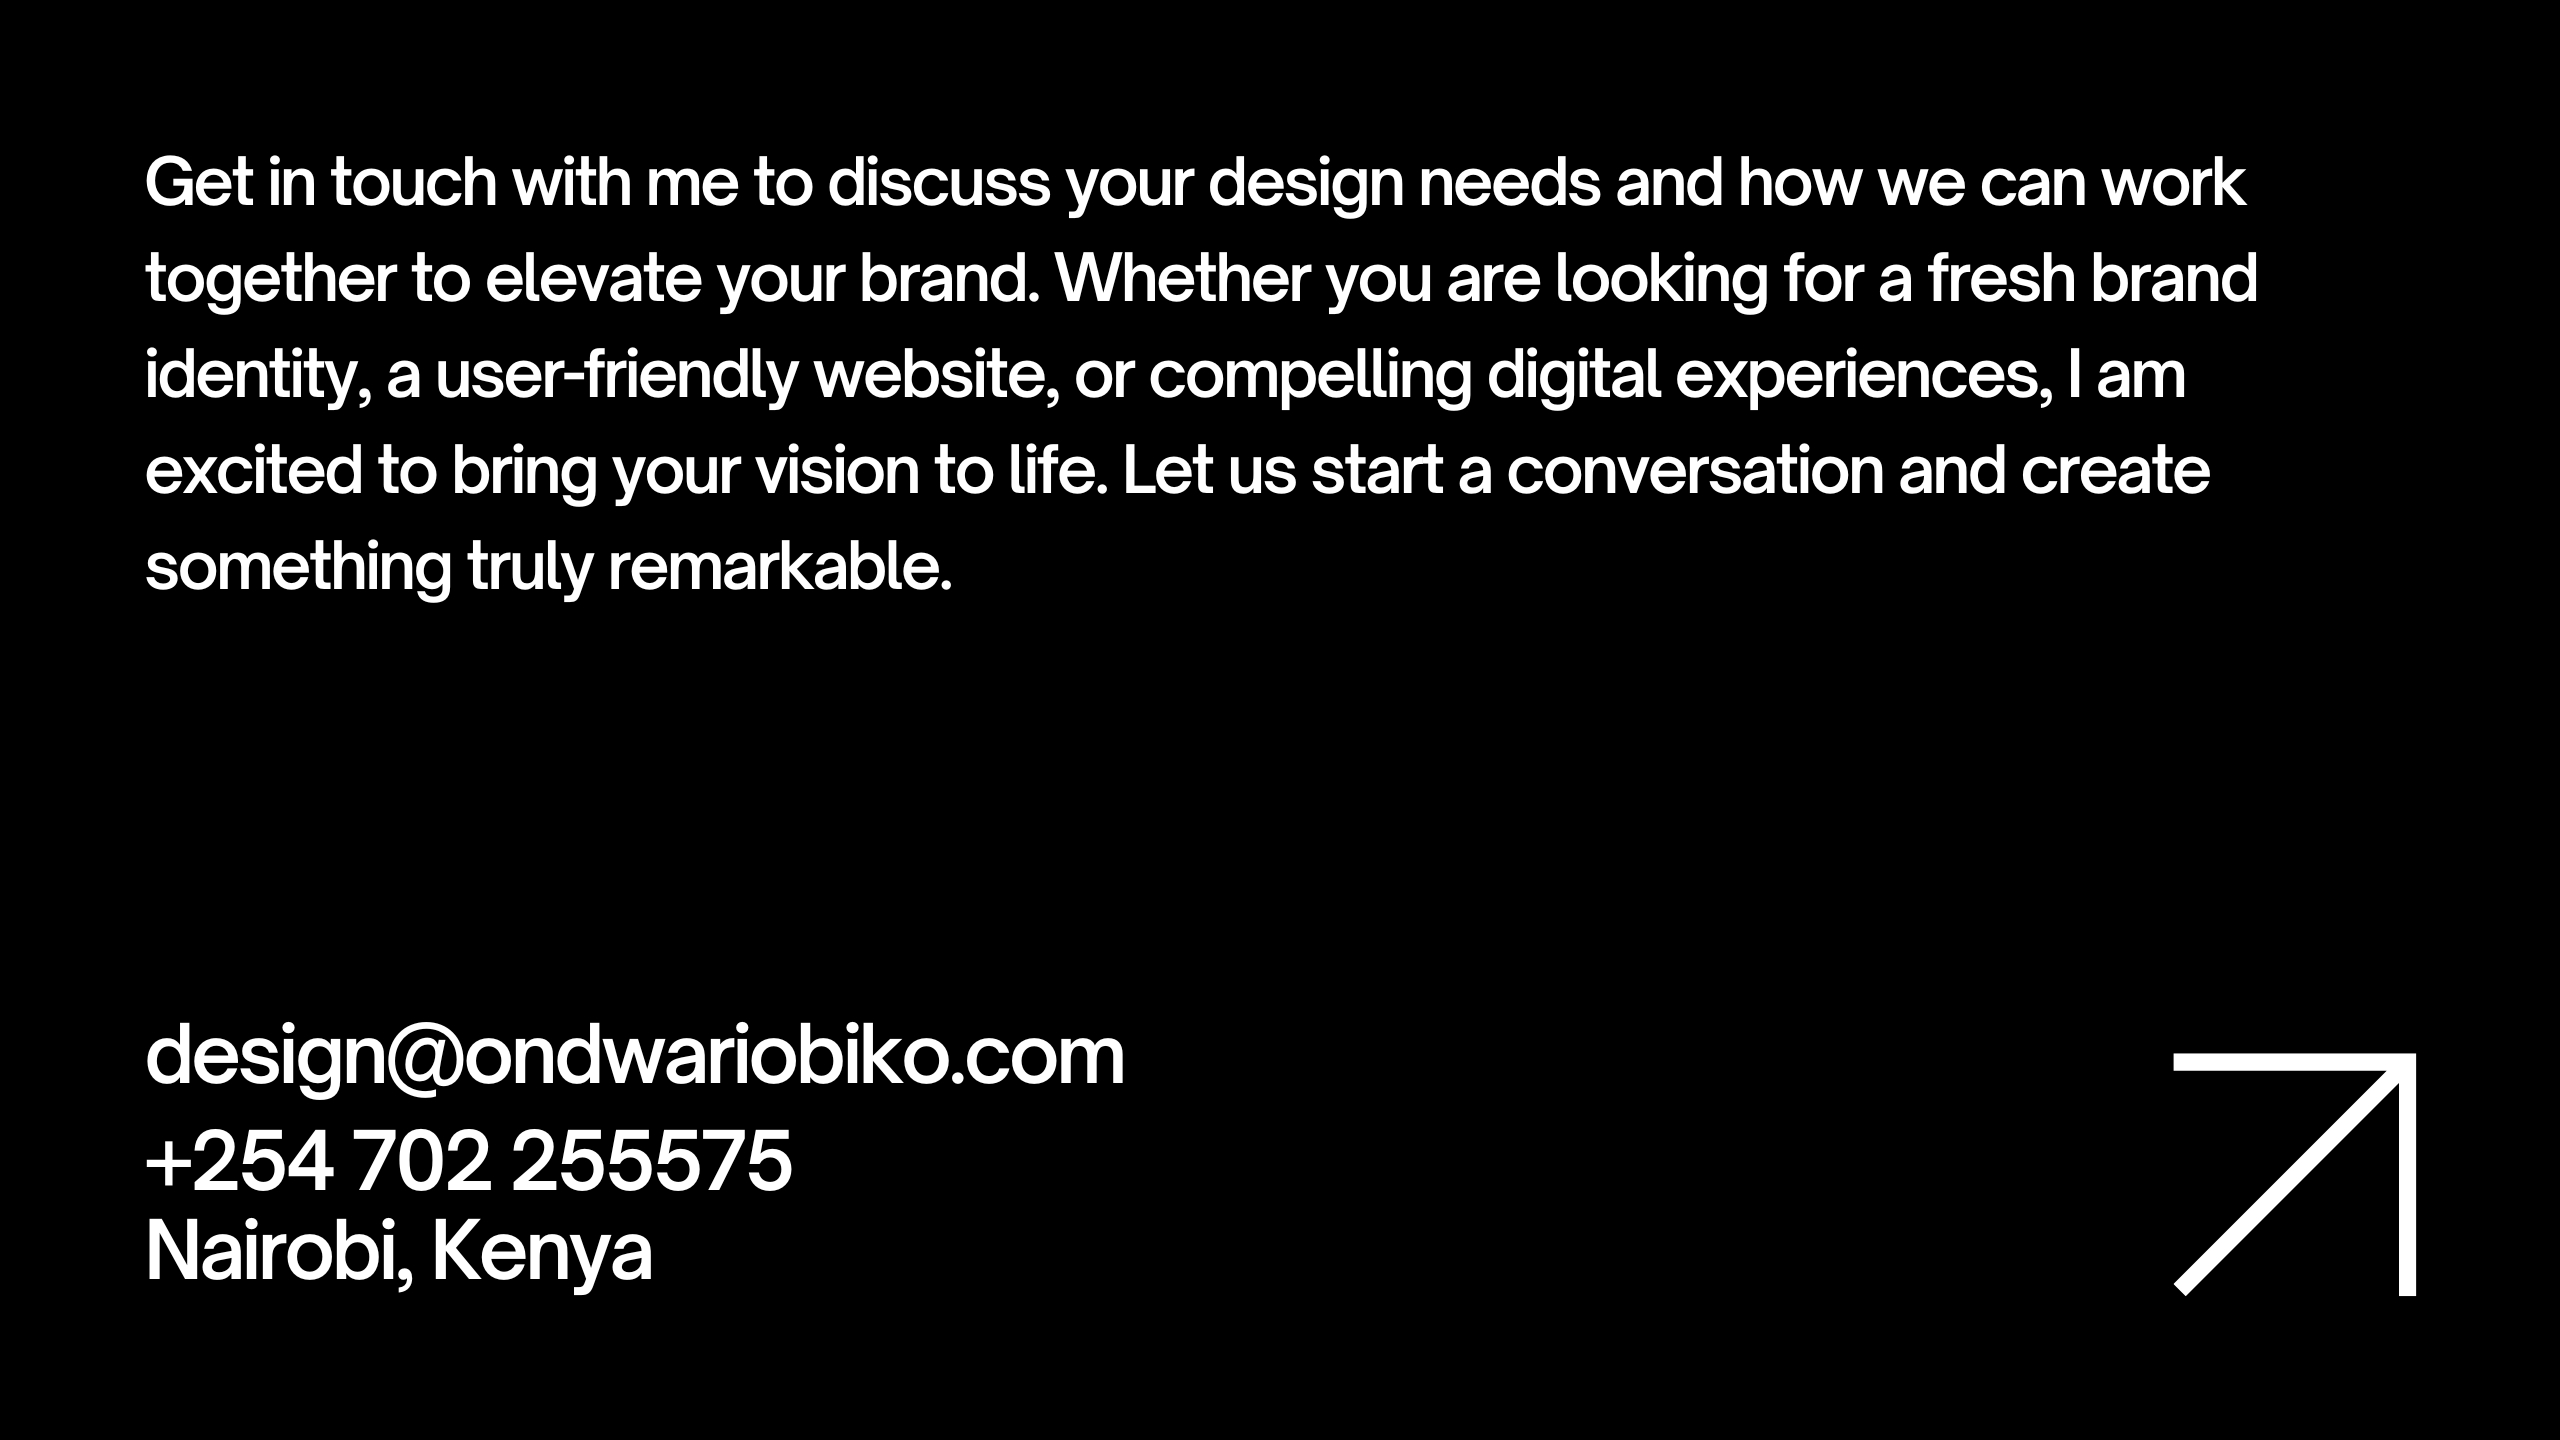 Get in touch with me to discuss your design needs and how we can work
together to elevate your brand. Whether you are looking for a fresh brand
identity, a user-friendly website, or compelling digital experiences, I am
excited to bring your vision to life. Let us start a conversation and create
something truly remarkable.
design@ondwariobiko.com
+254 702 255575
Nairobi, Kenya